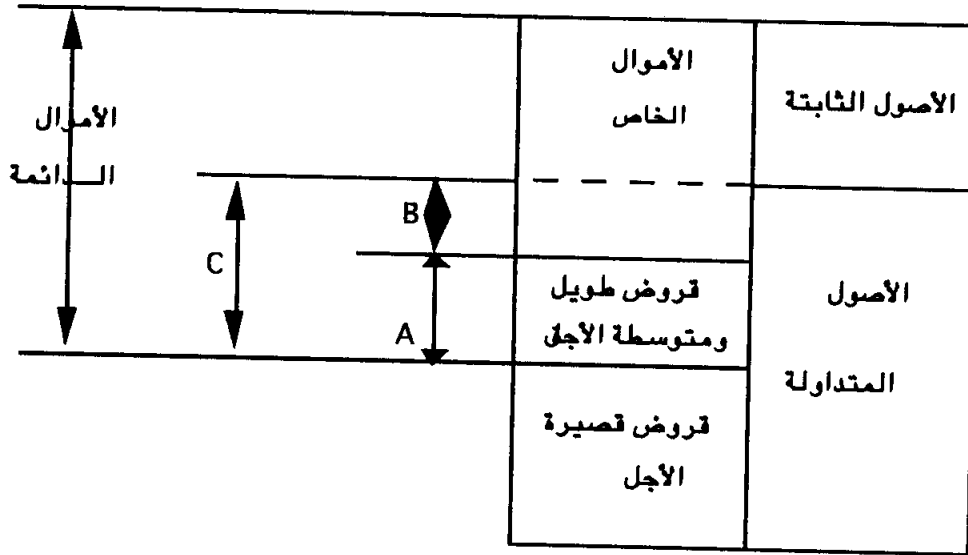 الأموال
الخاص
الأصول الثابتة
الأموال
الدائمة
B
C
A
قروض طويل
ومتوسطة الأجل
الأصول
المتداولة
قروض قصيرة
الأجل